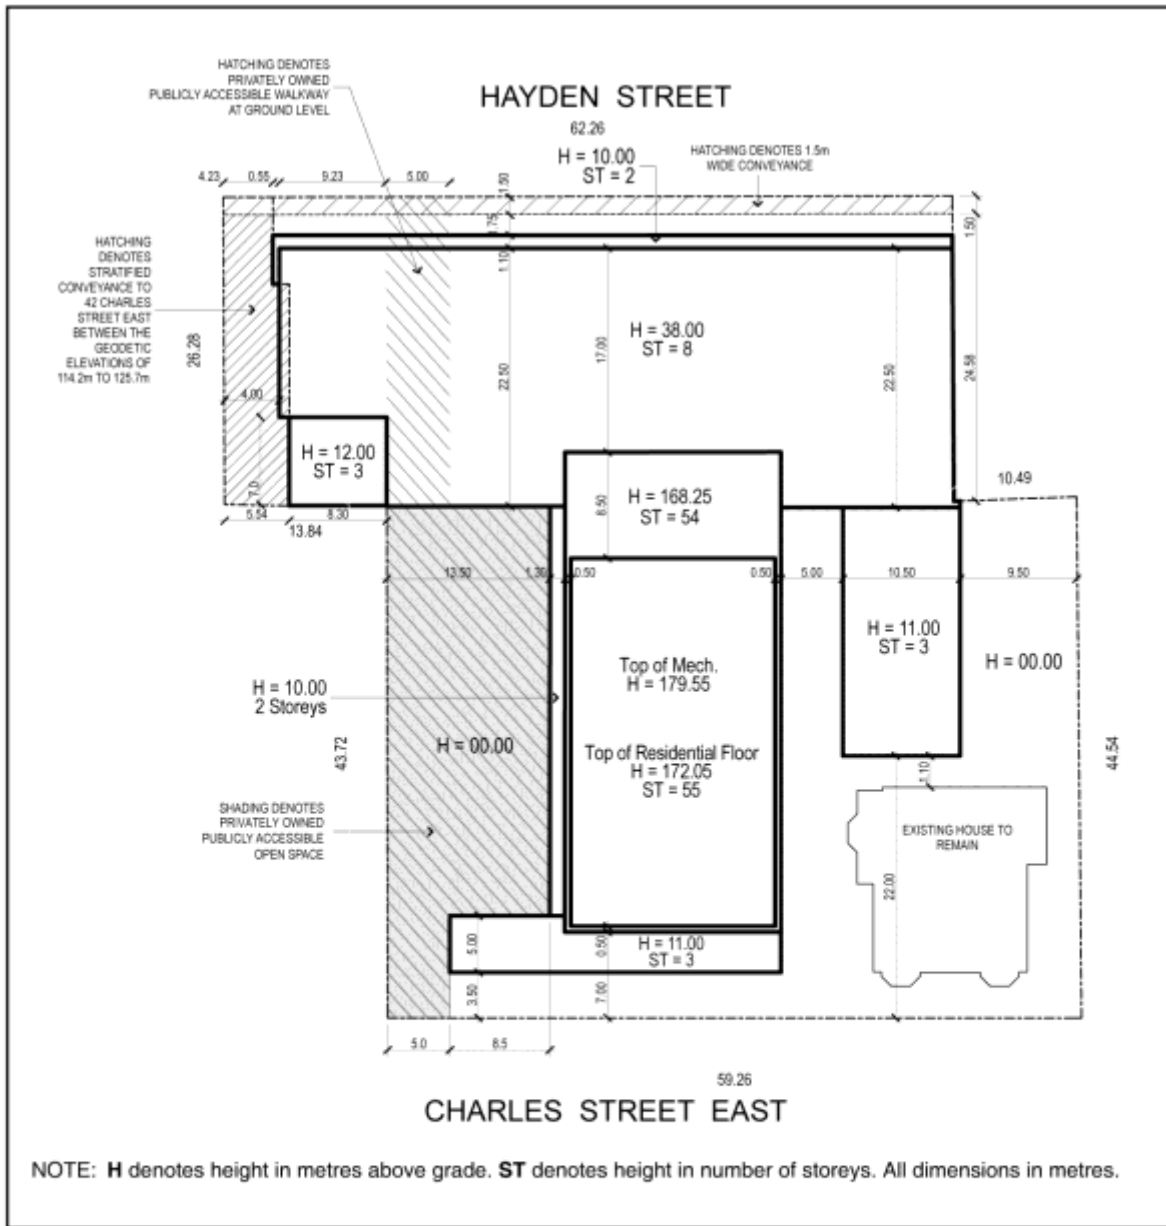 HATCHING DENOTES
PRIVATELY OWNED
PUBLICLY ACCESSIBLE WALKWAY
AT GROUND LEVEL
HAYDEN STREET
62.26
H = 10.00
ST = 2
HATCHING DENOTES 1.5m
WIDE CONVEYANCE
4.23
0.55
9.23
5.00
1.50
.75
1.10
1.50
HATCHING
DENOTES
STRATIFIED
CONVEYANCE TO
42 CHARLES
STREET EAST
BETWEEN THE
GEODETIC
ELEVATIONS OF
114.2m TO 125.7m
26.28
4.00
7.0
22.50
17.00
H = 38.00
ST = 8
22.50
24.58
H = 12.00
ST = 3
H = 168.25
ST = 54
8.50
10.49
5.54
8.30
13.84
13.50
1.30
0.50
0.50
5.00
10.50
9.50
H = 11.00
ST = 3
H = 00.00
Top of Mech.
H = 179.55
H = 10.00
2 Storeys
43.72
H = 00.00
Top of Residential Floor
H = 172.05
ST = 55
1.10
44.54
SHADING DENOTES
PRIVATELY OWNED
PUBLICLY ACCESSIBLE
OPEN SPACE
EXISTING HOUSE TO
REMAIN
22.00
5.00
0.50
H = 11.00
ST = 3
3.50
7.00
5.0
8.5
59.26
CHARLES STREET EAST
NOTE: H denotes height in metres above grade. ST denotes height in number of storeys. All dimensions in metres.